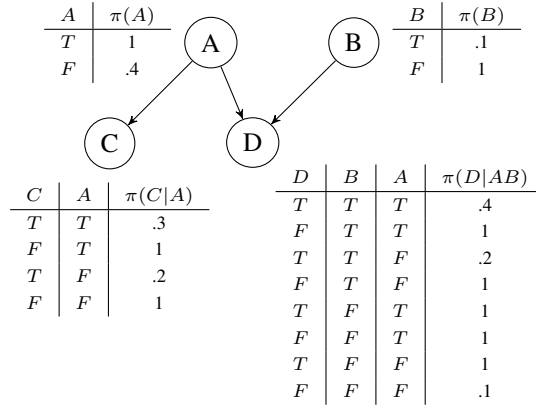 A π(A)
T 1
F .4
A
B
B π(B)
T .1
F 1
C
D
C A π(C|A)
T T .3
F T 1
T F .2
F F 1
D B A π(D|AB)
T T T .4
F T T 1
T T F .2
F T F 1
T F T 1
F F T 1
T F F 1
F F F .1